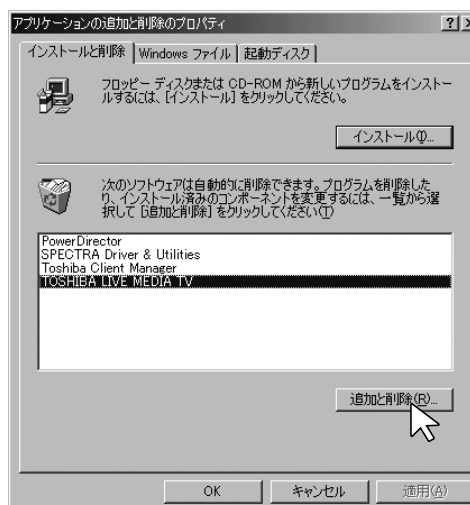 アプリケーションの追加と削除のプロパティ
インストールと削除 Windows ファイル 起動ディスク
フロッピー ディスクまたは CD-ROM から新しいプログラムをインストー
ルするには、[インストール] をクリックしてください。
インストール(I)...
次のソフトウェアは自動的に削除できます。プログラムを削除した
り、インストール済みのコンポーネントを変更するには、一覧から選
択して [追加と削除] をクリックしてください(T)
PowerDirector
SPECTRA Driver & Utilities
Toshiba Client Manager
TOSHIBA LIVE MEDIA TV
追加と削除(R)...
OK キャンセル 適用(A)